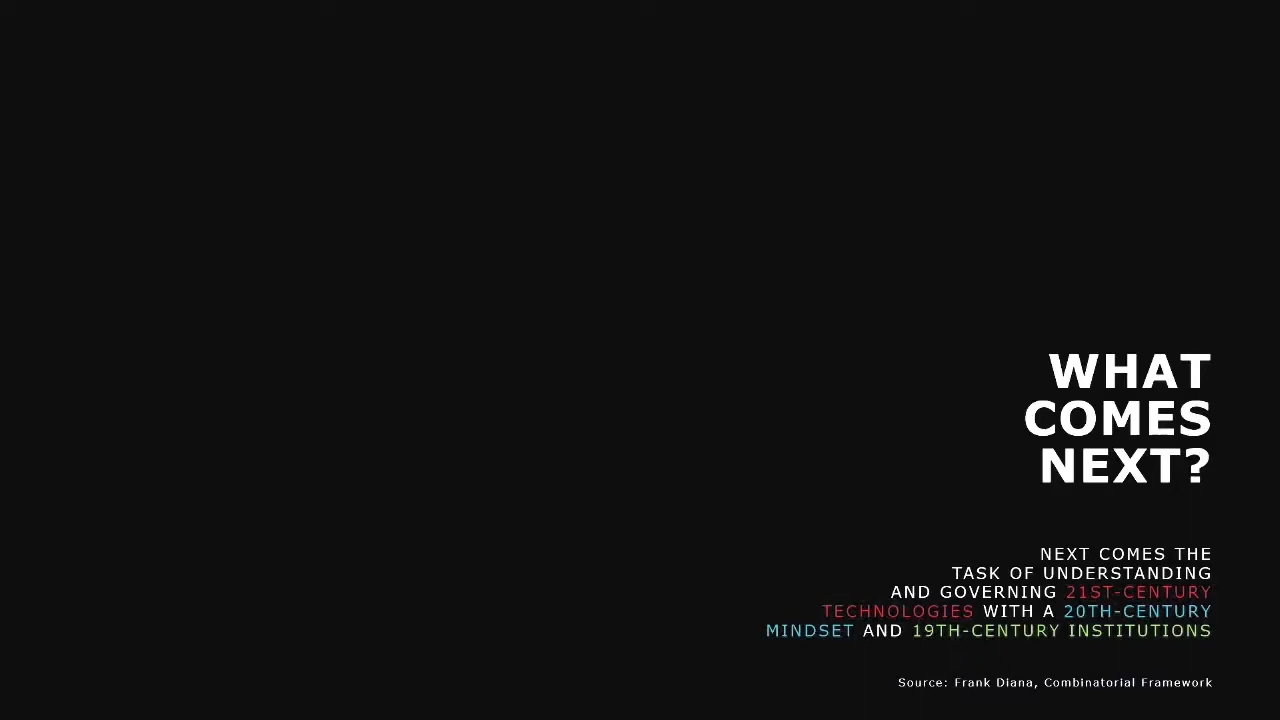 WHAT
COMES
NEXT?
NEXT COMES THE
TASK OF UNDERSTANDING
AND GOVERNING 21ST-CENTURY
TECHNOLOGIES WITH A 20TH-CENTURY
MINDSET AND 19TH-CENTURY INSTITUTIONS
Source: Frank Diana, Combinatorial Framework